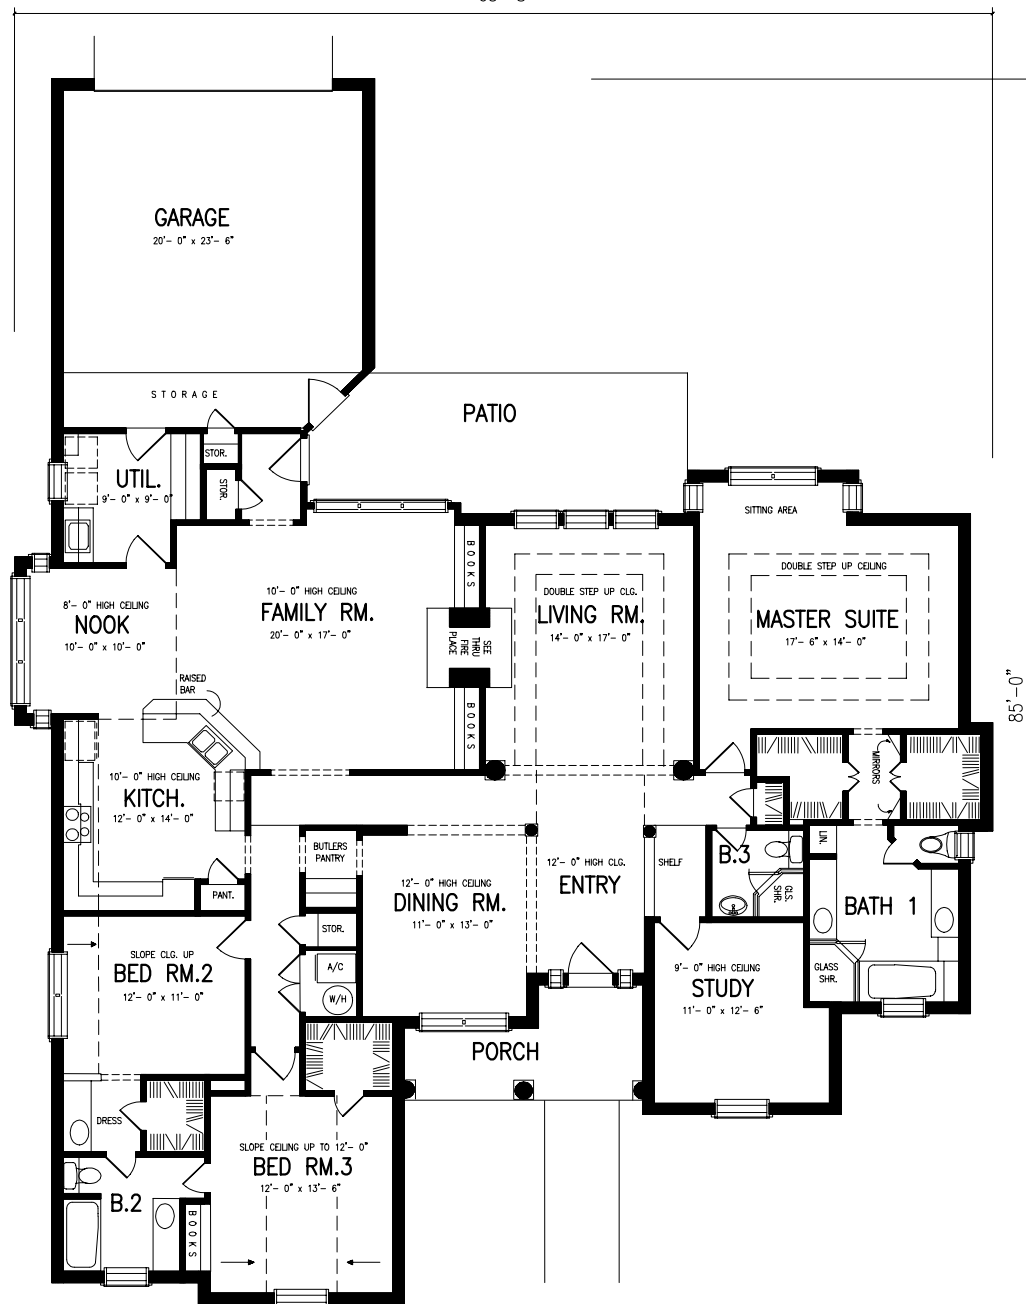 GARAGE
20'- 0" x 23'- 6"
STORAGE
PATIO
STOR.
UTIL.
9'- 0" x 9'- 0"
STOR.
SITTING AREA
BOOKS
DOUBLE STEP UP CEILING
MASTER SUITE
17'- 6" x 14'- 0"
10'- 0" HIGH CEILING
FAMILY RM.
20'- 0" x 17'- 0"
DOUBLE STEP UP CLG.
LIVING RM.
14'- 0" x 17'- 0"
8'- 0" HIGH CEILING
NOOK
10'- 0" x 10'- 0"
SEE
THRU
FIRE
PLACE
85'-0"
RAISED
BAR
BOOKS
MIRRORS
10'- 0" HIGH CEILING
KITCH.
12'- 0" x 14'- 0"
BUTLERS
PANTRY
LIN.
B.3
SHELF
12'- 0" HIGH CLG.
ENTRY
GLS.
SHR.
PANT.
12'- 0" HIGH CEILING
DINING RM.
11'- 0" x 13'- 0"
BATH 1
STOR.
SLOPE CLG. UP
BED RM.2
12'- 0" x 11'- 0"
A/C
W/H
9'- 0" HIGH CEILING
STUDY
11'- 0" x 12'- 6"
GLASS
SHR.
PORCH
DRESS
SLOPE CEILING UP TO 12'- 0"
BED RM.3
12'- 0" x 13'- 6"
B.2
BOOKS